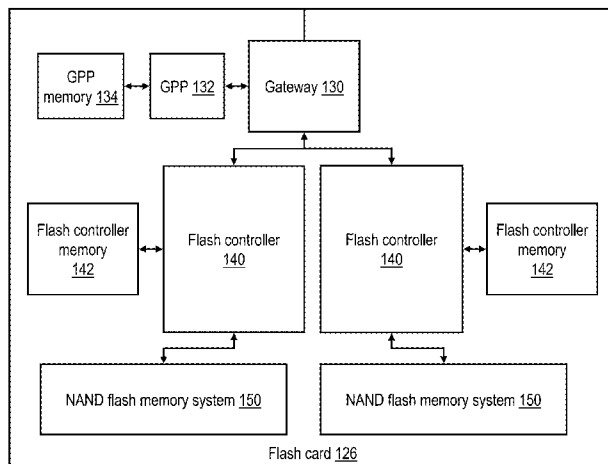 GPP
memory 134
GPP 132
Gateway 130
Flash controller
memory
142
Flash controller
140
Flash controller
140
Flash controller
memory
142
NAND flash memory system 150
NAND flash memory system 150
Flash card 126